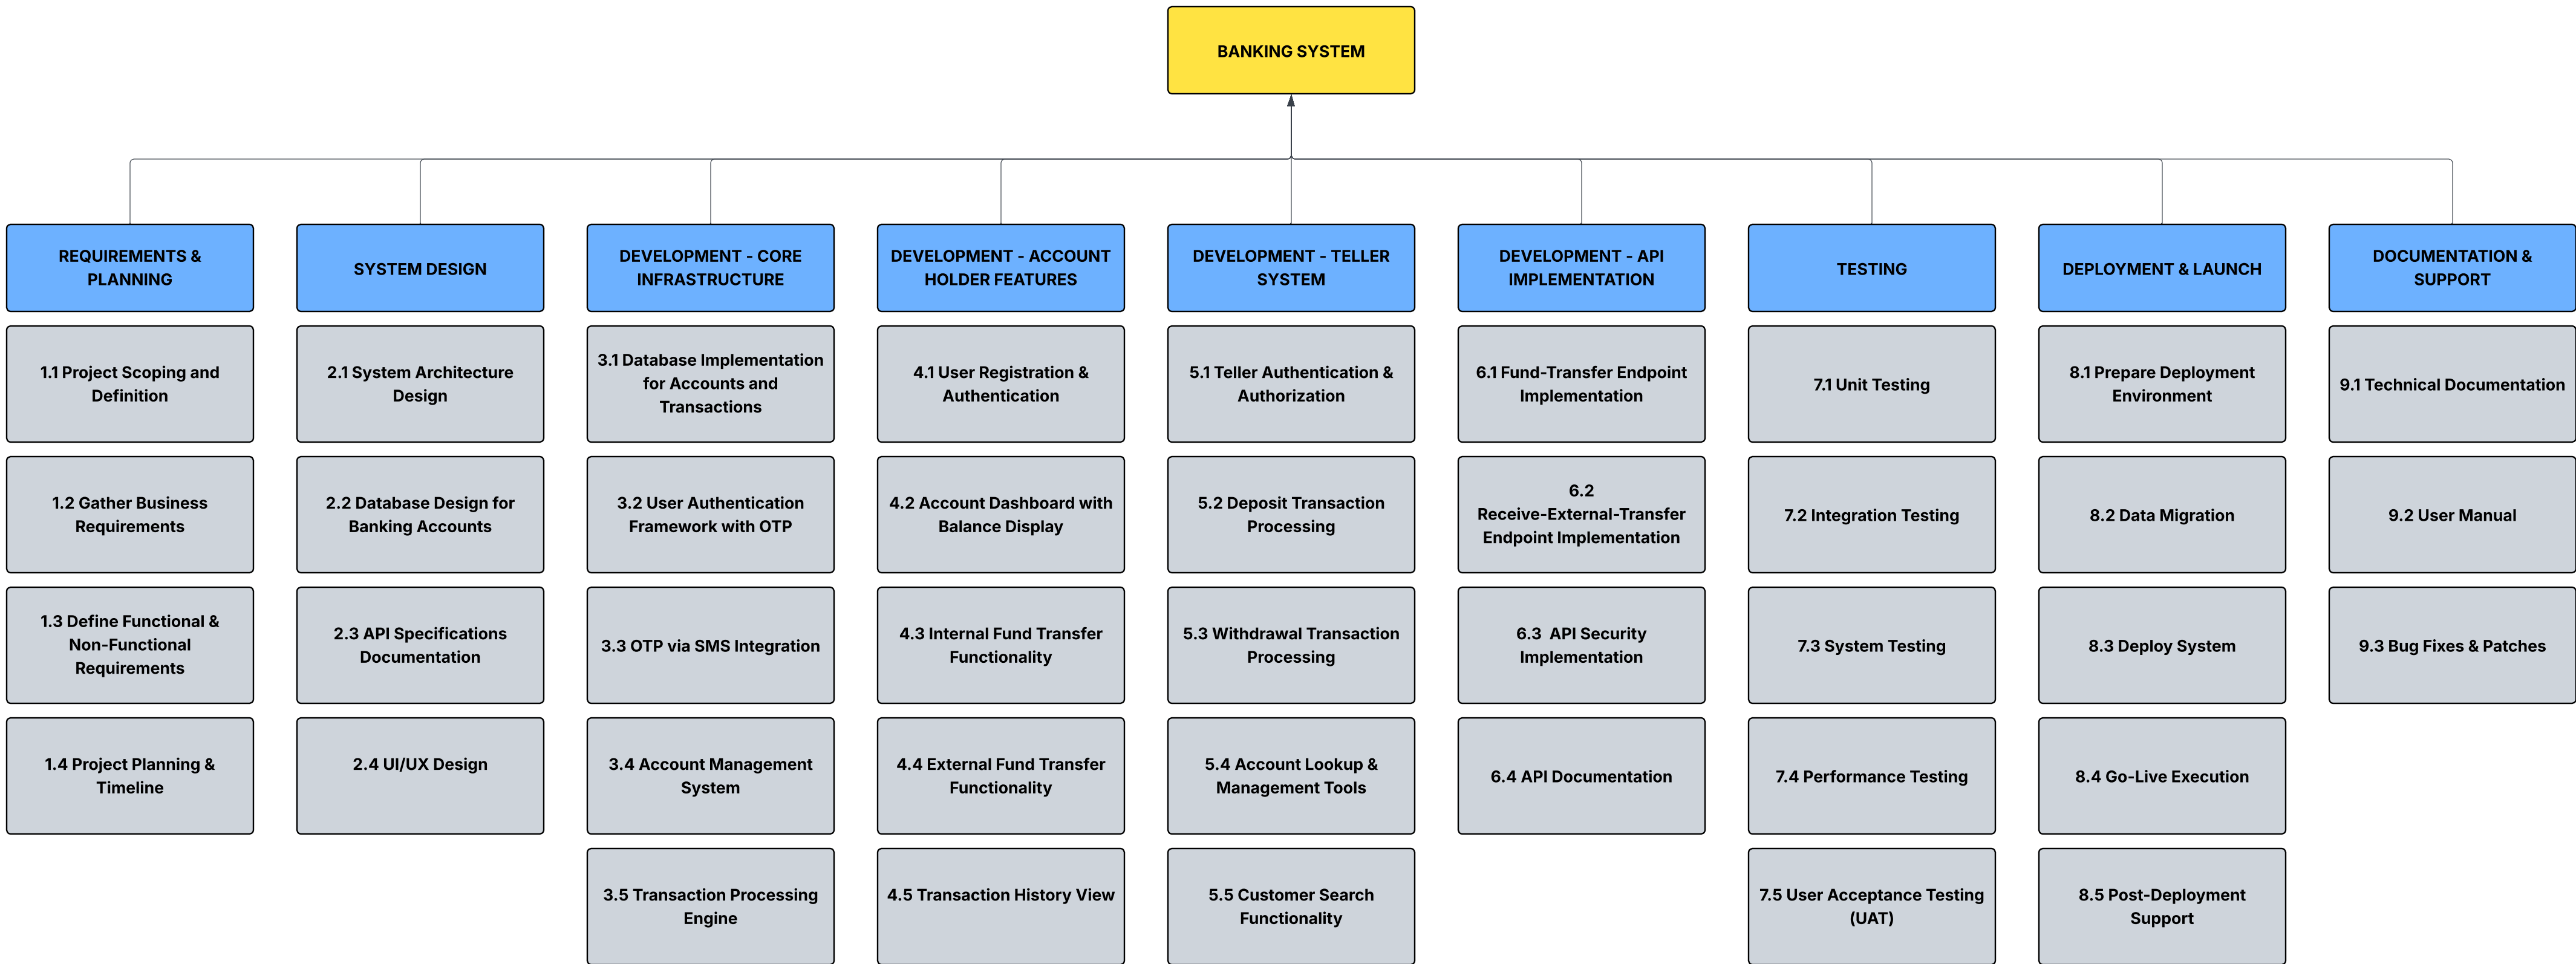 BANKING SYSTEM
REQUIREMENTS &
PLANNING
SYSTEM DESIGN
DEVELOPMENT - CORE
INFRASTRUCTURE
DEVELOPMENT - ACCOUNT
HOLDER FEATURES
DEVELOPMENT - TELLER
SYSTEM
DEVELOPMENT - API
IMPLEMENTATION
TESTING
DEPLOYMENT & LAUNCH
DOCUMENTATION &
SUPPORT
1.1 Project Scoping and
Definition
2.1 System Architecture
Design
3.1 Database Implementation
for Accounts and
Transactions
4.1 User Registration &
Authentication
5.1 Teller Authentication &
Authorization
6.1 Fund-Transfer Endpoint
Implementation
7.1 Unit Testing
8.1 Prepare Deployment
Environment
9.1 Technical Documentation
1.2 Gather Business
Requirements
2.2 Database Design for
Banking Accounts
3.2 User Authentication
Framework with OTP
4.2 Account Dashboard with
Balance Display
5.2 Deposit Transaction
Processing
6.2
Receive-External-Transfer
Endpoint Implementation
7.2 Integration Testing
8.2 Data Migration
9.2 User Manual
1.3 Define Functional &
Non-Functional
Requirements
2.3 API Specifications
Documentation
3.3 OTP via SMS Integration
4.3 Internal Fund Transfer
Functionality
5.3 Withdrawal Transaction
Processing
6.3 API Security
Implementation
7.3 System Testing
8.3 Deploy System
9.3 Bug Fixes & Patches
1.4 Project Planning &
Timeline
2.4 UI/UX Design
3.4 Account Management
System
4.4 External Fund Transfer
Functionality
5.4 Account Lookup &
Management Tools
6.4 API Documentation
7.4 Performance Testing
8.4 Go-Live Execution
3.5 Transaction Processing
Engine
4.5 Transaction History View
5.5 Customer Search
Functionality
7.5 User Acceptance Testing
(UAT)
8.5 Post-Deployment
Support